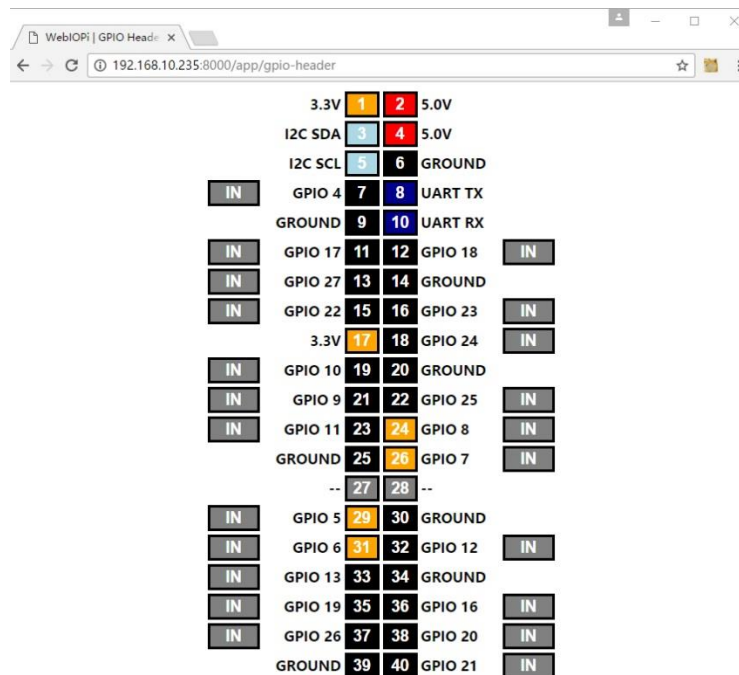 WebIOPi | GPIO Heade
192.168.10.235:8000/app/gpio-header
3.3V 1 2 5.0V
I2C SDA 3 4 5.0V
I2C SCL 5 6 GROUND
IN GPIO 4 7 8 UART TX
GROUND 9 10 UART RX
IN GPIO 17 11 12 GPIO 18 IN
IN GPIO 27 13 14 GROUND
IN GPIO 22 15 16 GPIO 23 IN
3.3V 17 18 GPIO 24 IN
IN GPIO 10 19 20 GROUND
IN GPIO 9 21 22 GPIO 25 IN
IN GPIO 11 23 24 GPIO 8 IN
GROUND 25 26 GPIO 7 IN
-- 27 28 --
IN GPIO 5 29 30 GROUND
IN GPIO 6 31 32 GPIO 12 IN
IN GPIO 13 33 34 GROUND
IN GPIO 19 35 36 GPIO 16 IN
IN GPIO 26 37 38 GPIO 20 IN
GROUND 39 40 GPIO 21 IN